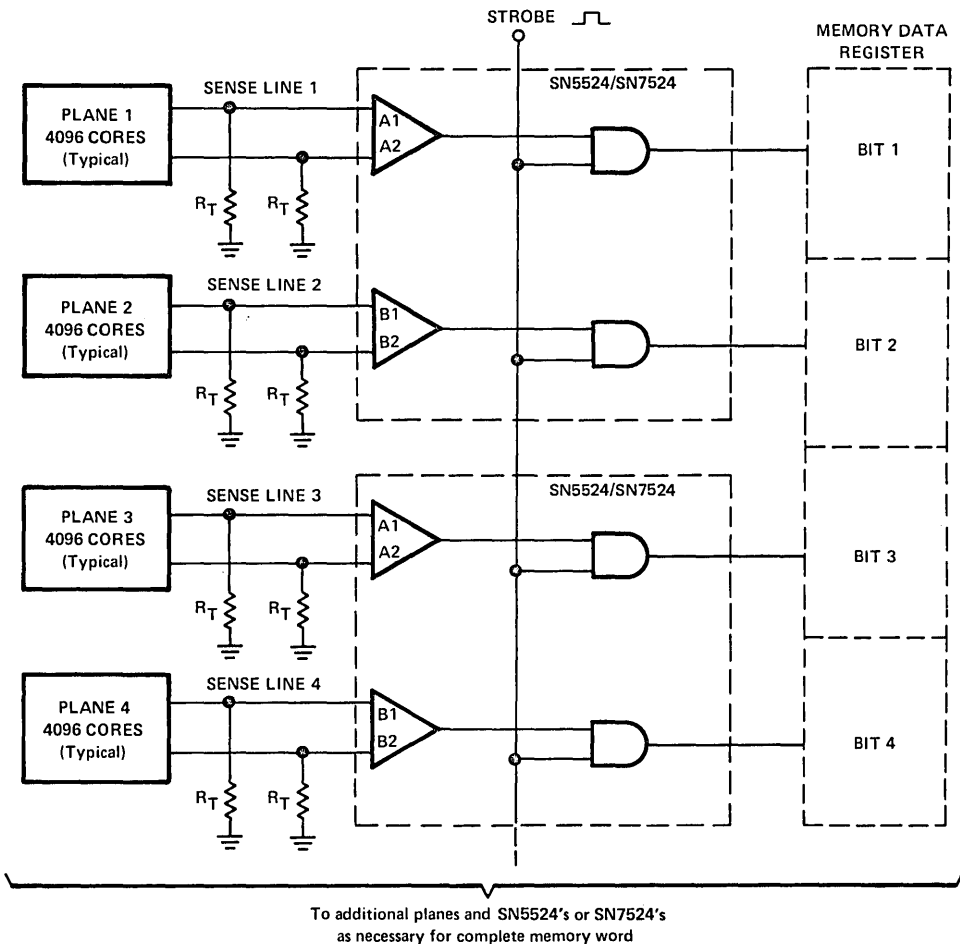 STROBE
MEMORY DATA
REGISTER
SENSE LINE 1
SN5524/SN7524
PLANE 1
4096 CORES
(Typical)
A1
A2
BIT 1
RT
RT
SENSE LINE 2
PLANE 2
4096 CORES
(Typical)
B1
B2
BIT 2
RT
RT
SENSE LINE 3
SN5524/SN7524
PLANE 3
4096 CORES
(Typical)
A1
A2
BIT 3
RT
RT
SENSE LINE 4
PLANE 4
4096 CORES
(Typical)
B1
B2
BIT 4
RT
RT
To additional planes and SN5524's or SN7524's
as necessary for complete memory word